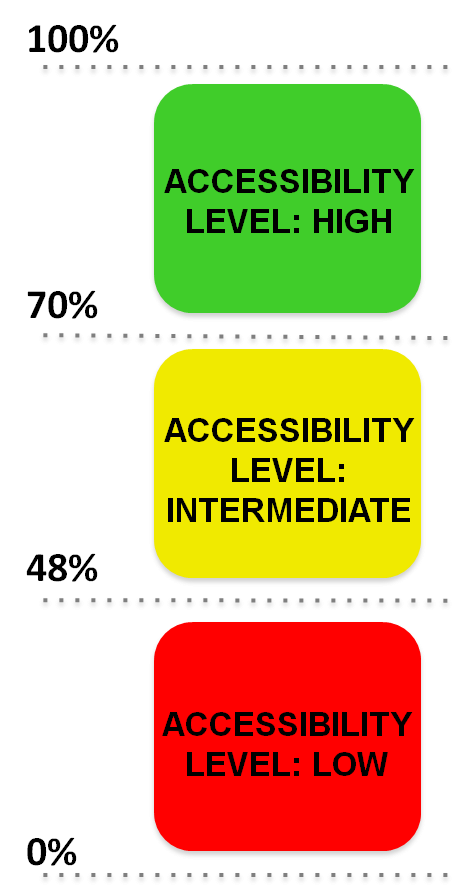 100%
ACCESSIBILITY
LEVEL: HIGH
70%
ACCESSIBILITY
LEVEL:
INTERMEDIATE
48%
ACCESSIBILITY
LEVEL: LOW
0%